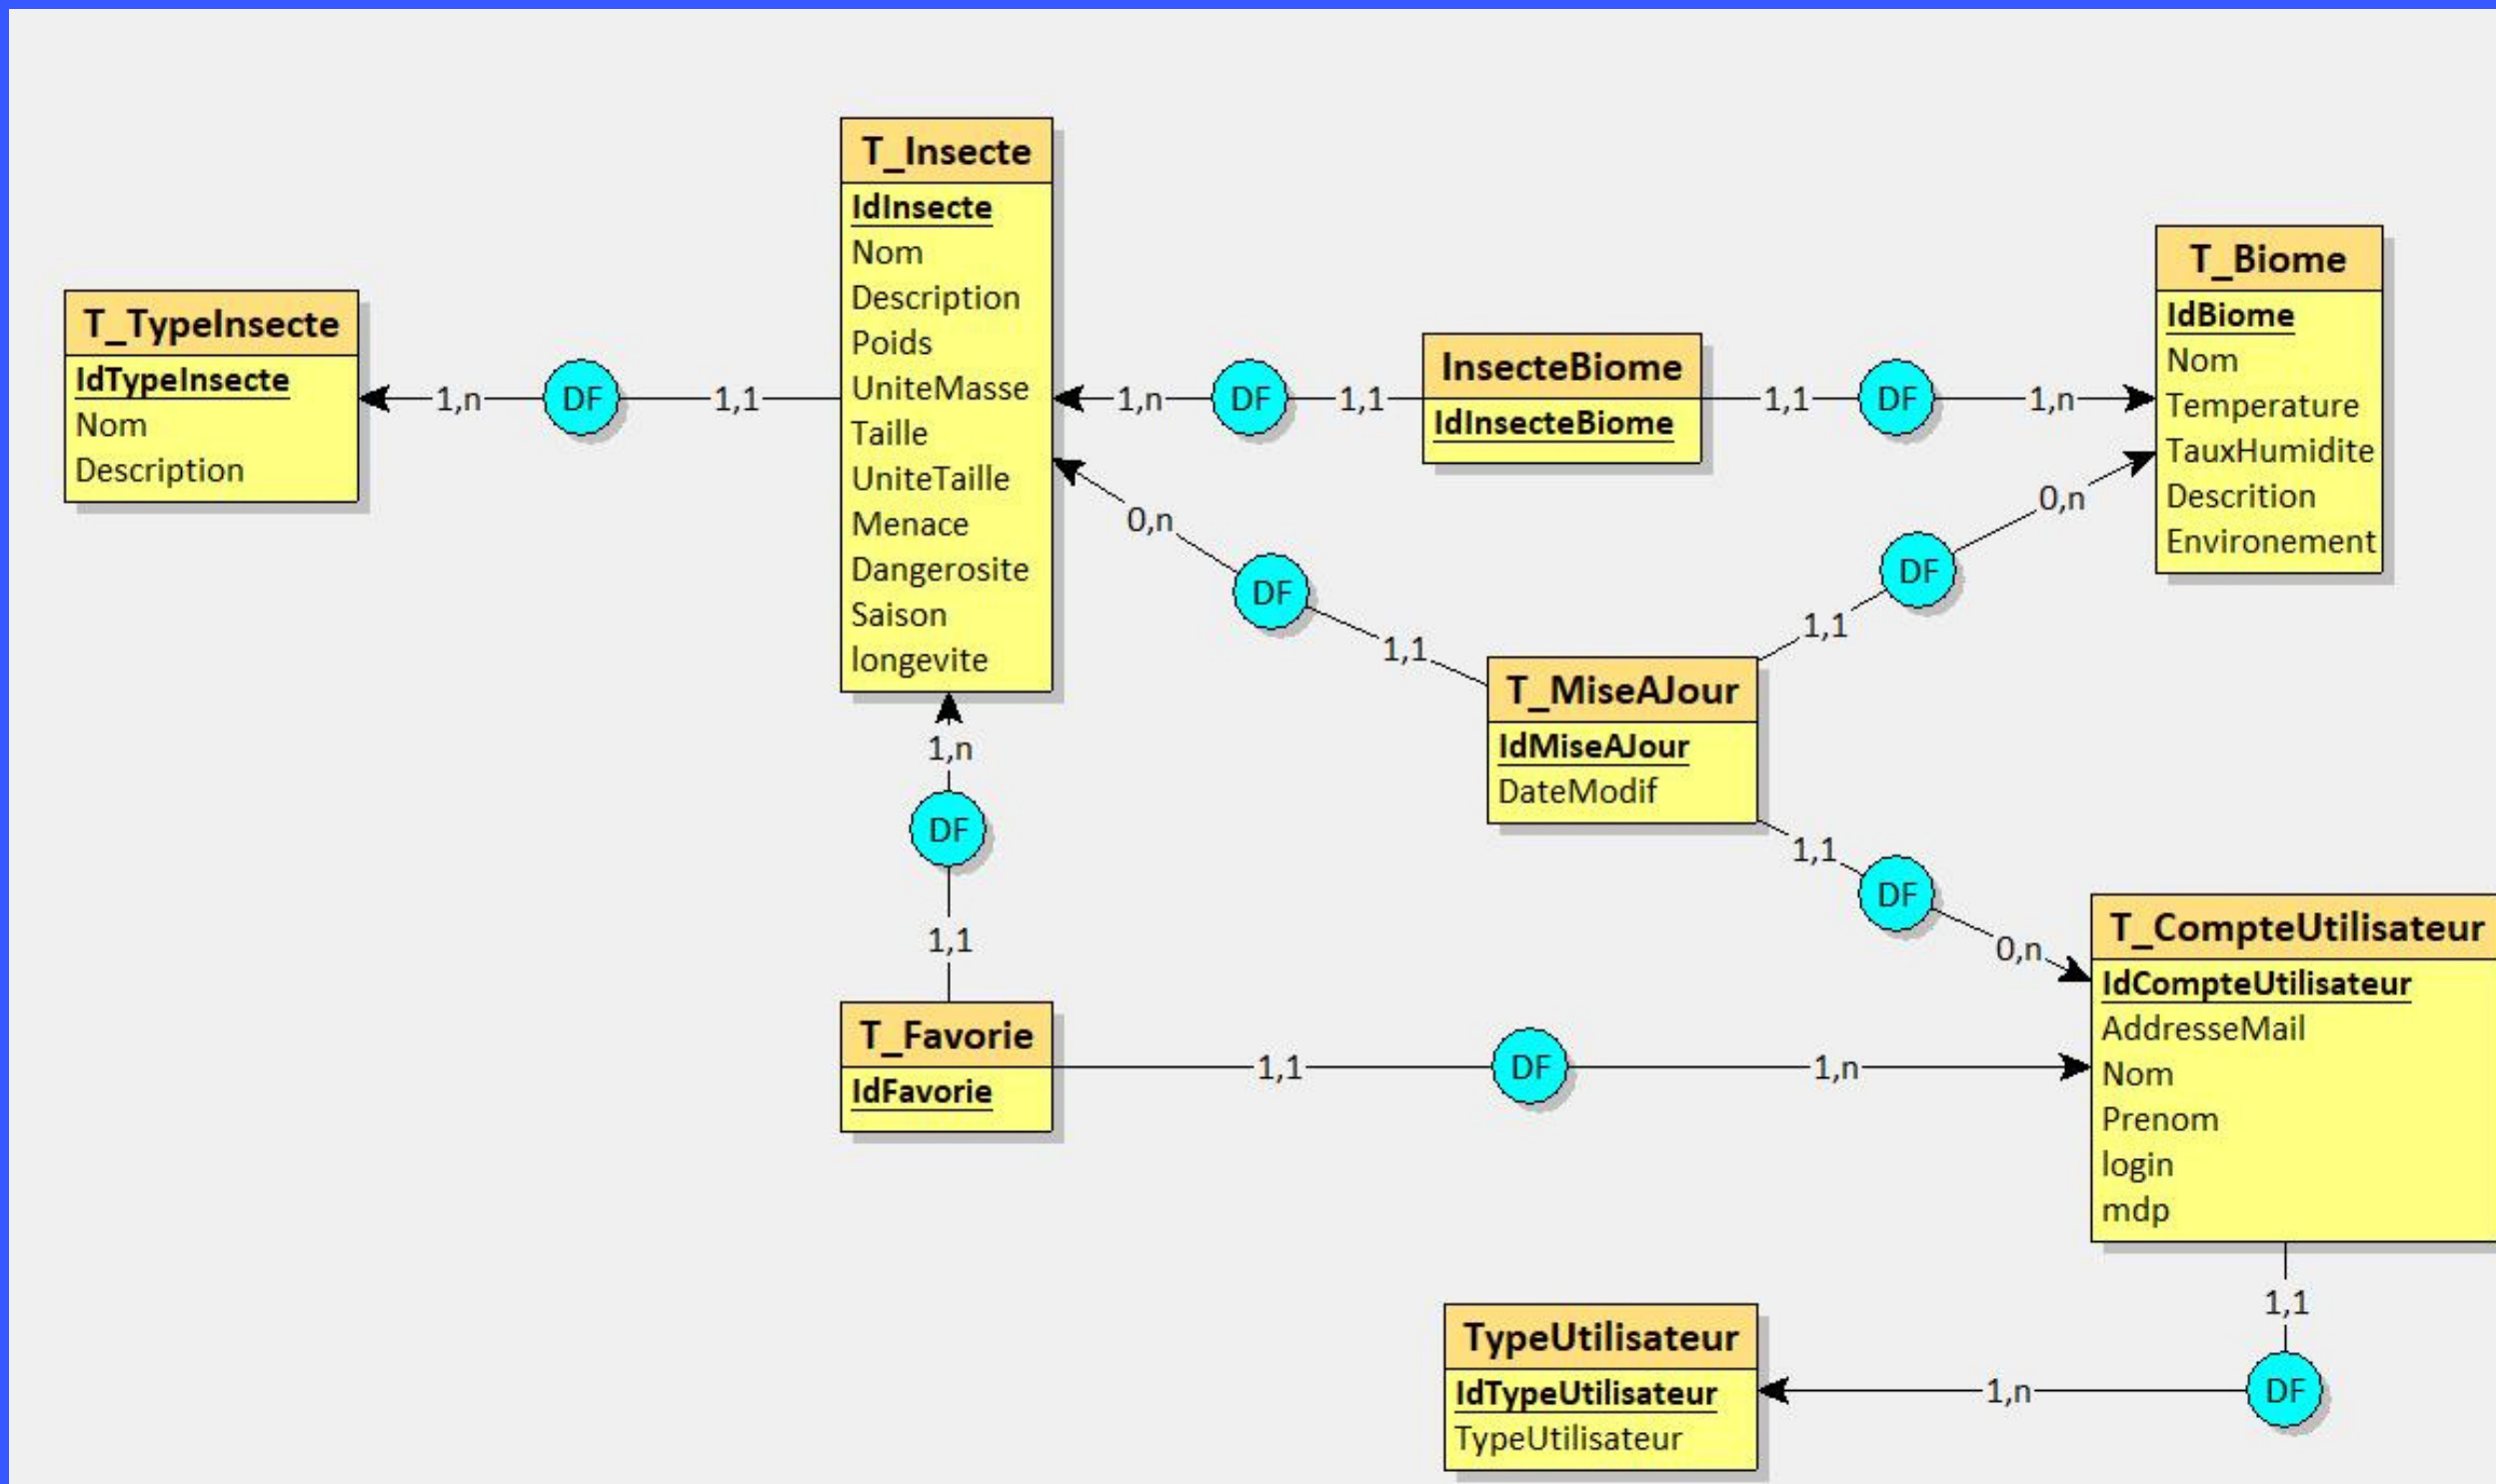 T_Insecte
IdInsecte
Nom
Description
Poids
UniteMasse
Taille
UniteTaille
Menace
Dangerosite
Saison
longevite
T_TypeInsecte
IdTypeInsecte
Nom
Description
1,n
DF
1,1
1,n
DF
1,1
InsecteBiome
IdInsecteBiome
1,1
DF
1,n
T_Biome
IdBiome
Nom
Temperature
TauxHumidite
Descrition
Environement
0,n
DF
1,1
0,n
DF
1,1
T_MiseAJour
IdMiseAJour
DateModif
1,1
DF
0,n
1,n
DF
1,1
T_Favorie
IdFavorie
1,1
DF
1,n
T_CompteUtilisateur
IdCompteUtilisateur
AddresseMail
Nom
Prenom
login
mdp
1,1
DF
1,n
TypeUtilisateur
IdTypeUtilisateur
TypeUtilisateur